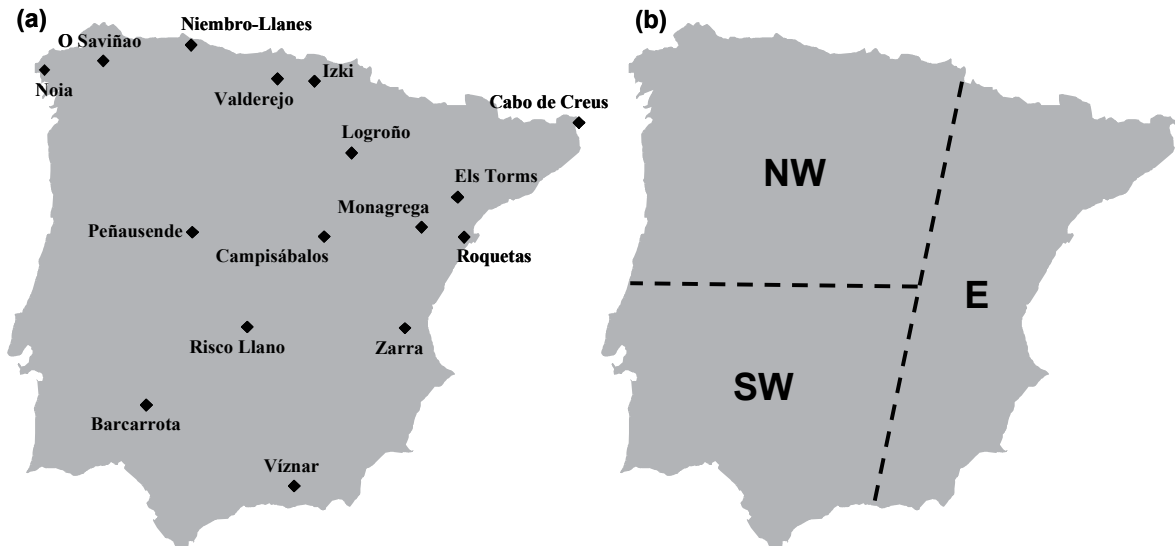 (a)
Niembro-Llanes
O Saviñao
Noia
Valderejo
Izki
Cabo de Creus
Logroño
Els Torms
Monagrega
Peñausende
Campisábalos
Roquetas
Risco Llano
Zarra
Barcarrota
Víznar
(b)
NW
E
SW